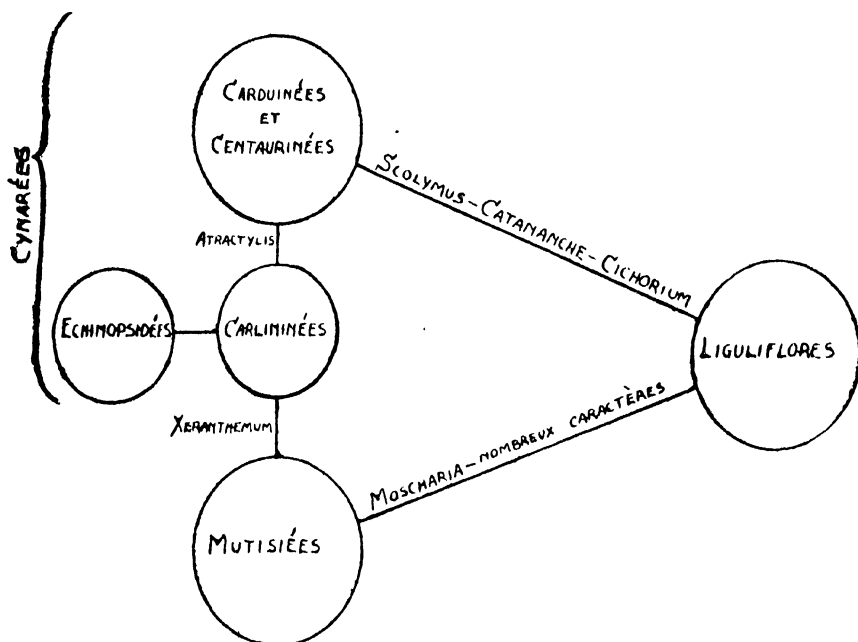 CYNARÉES
CARDUINÉES
ET
CENTAURINÉES
SCOLYMUS – CATANANCHE – CICHORIUM
ATRACTYLIS
ECHINOPSIDÉES
CARLININÉES
LIGULIFLORES
XERANTHEMUM
MOSCHARIA – NOMBREUX CARACTÈRES
MUTISIÉES